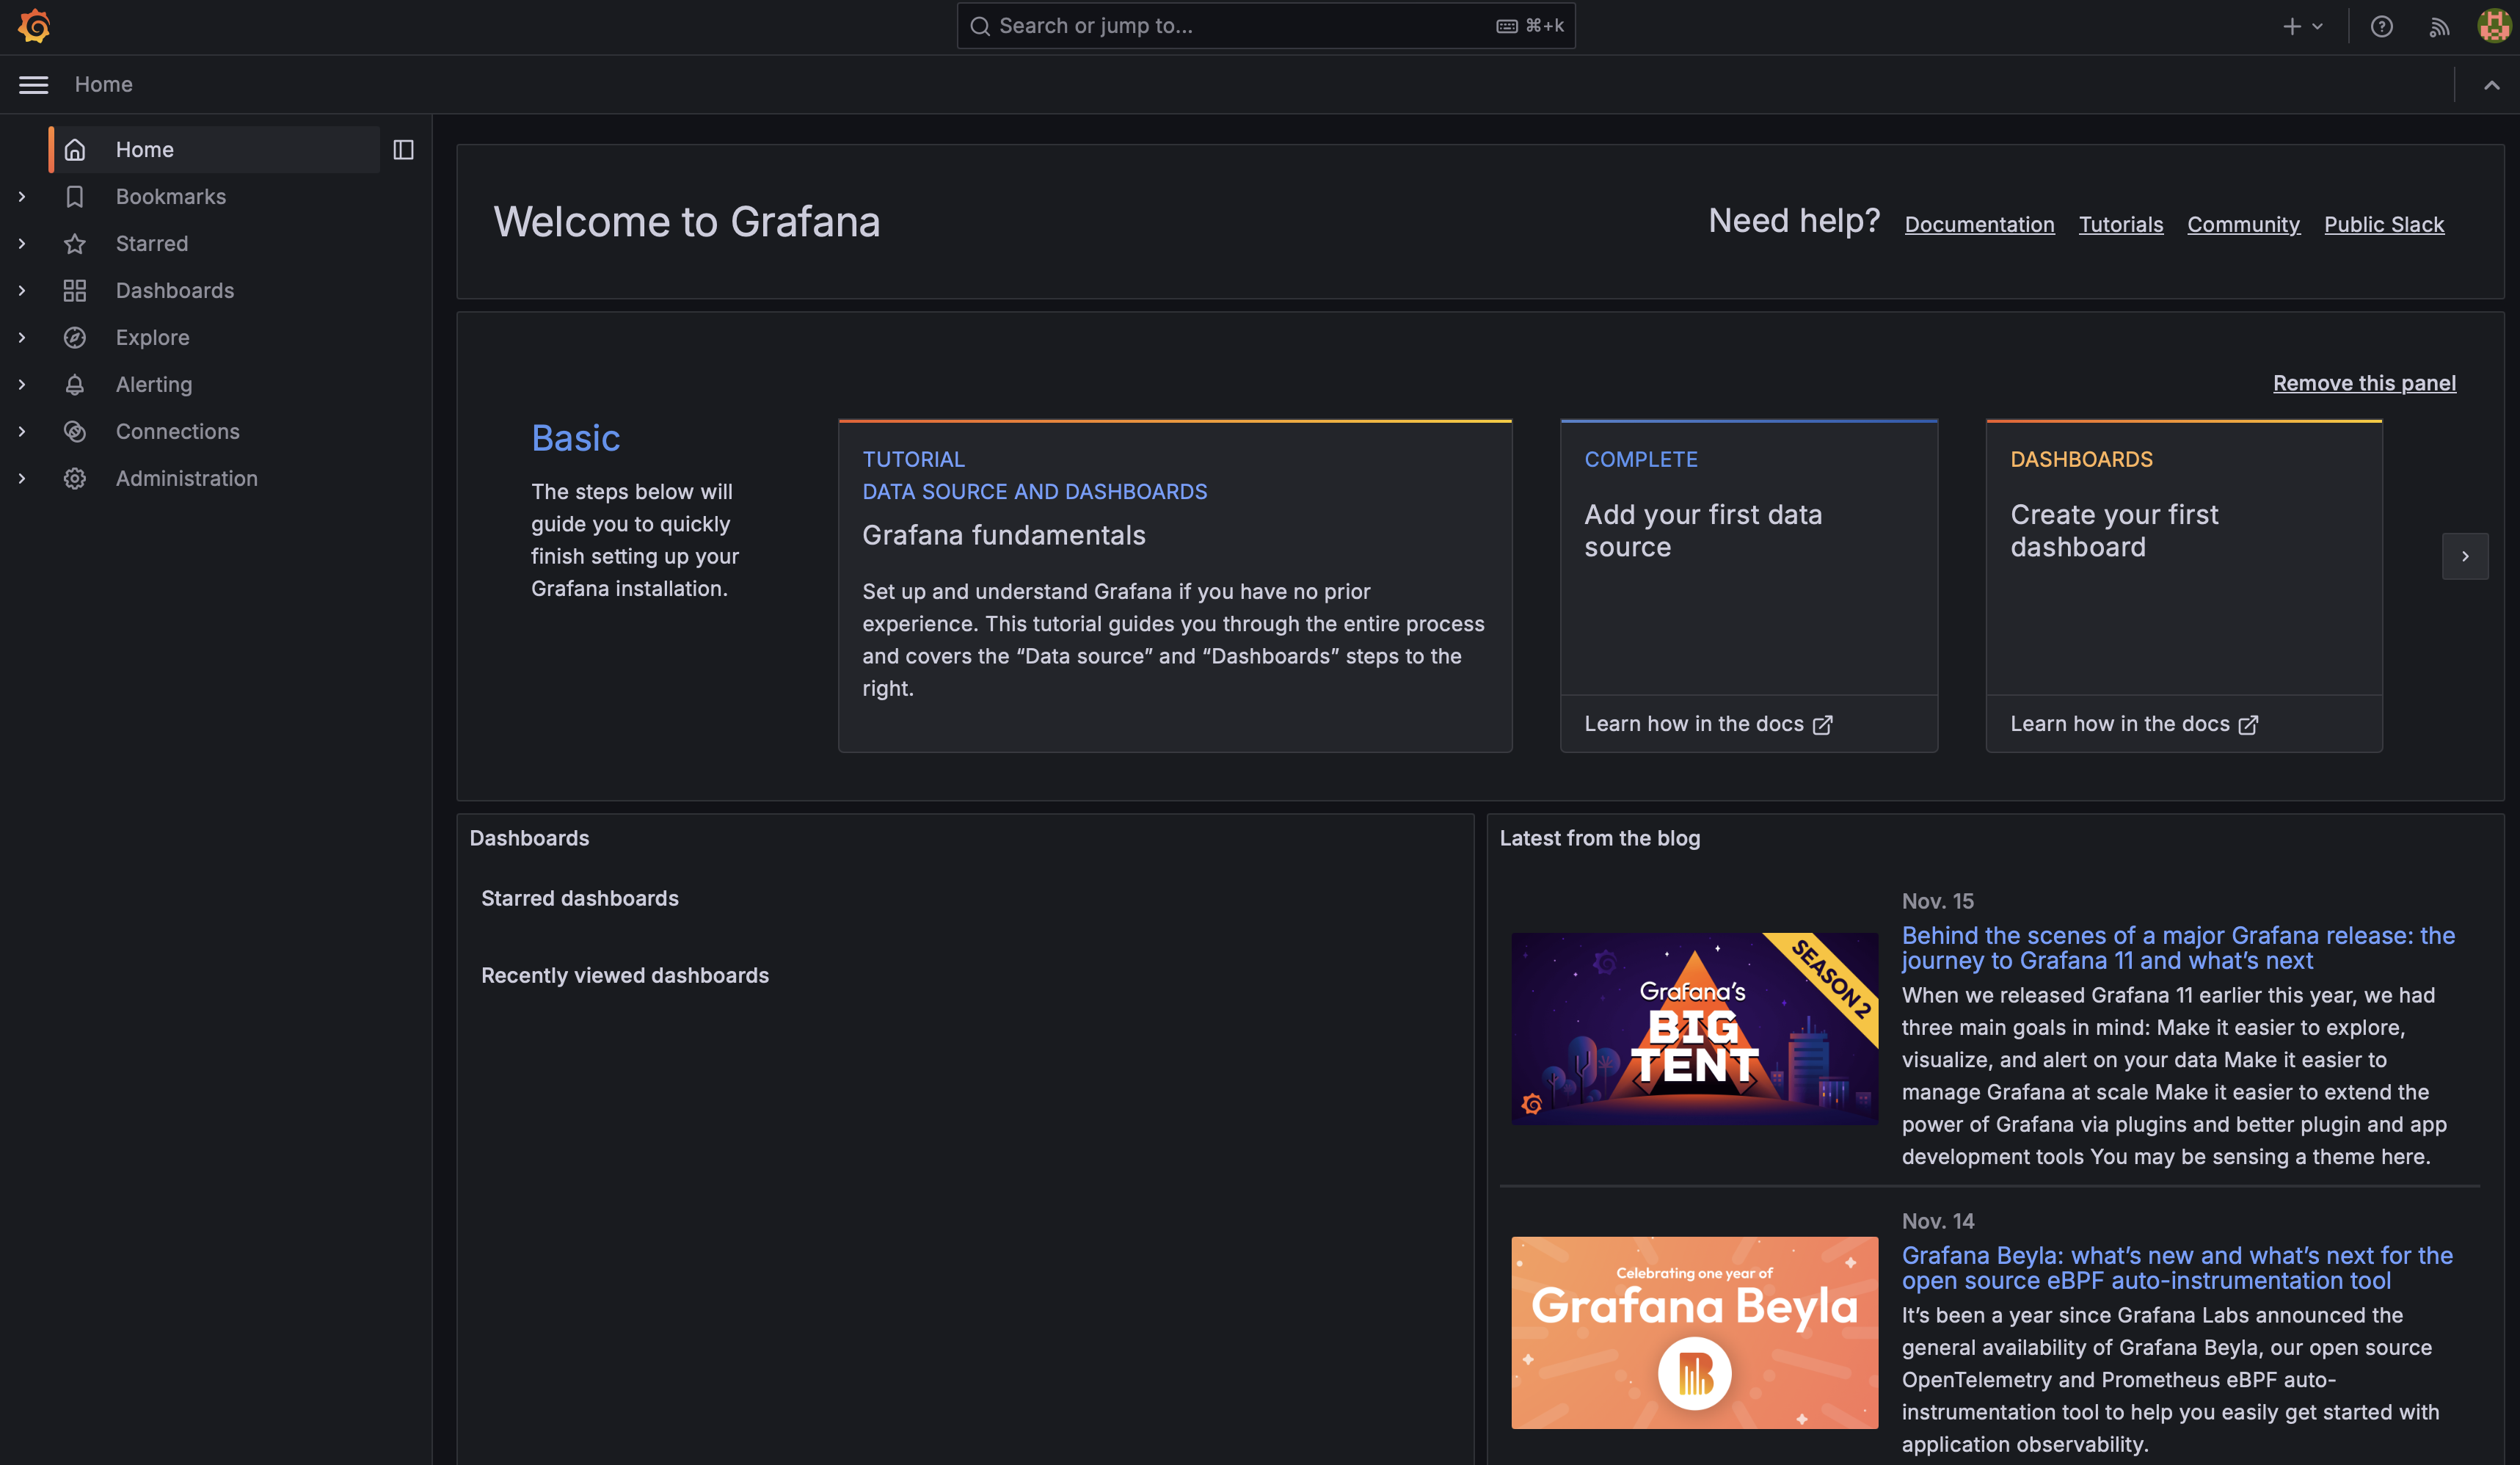 Search or jump to...
⌘+k
Home
Home
Bookmarks
Starred
Dashboards
Explore
Alerting
Connections
Administration
Welcome to Grafana
Need help?
Documentation
Tutorials
Community
Public Slack
Remove this panel
Basic
The steps below will
guide you to quickly
finish setting up your
Grafana installation.
TUTORIAL
DATA SOURCE AND DASHBOARDS
Grafana fundamentals
Set up and understand Grafana if you have no prior
experience. This tutorial guides you through the entire process
and covers the “Data source” and “Dashboards” steps to the
right.
COMPLETE
Add your first data
source
Learn how in the docs
DASHBOARDS
Create your first
dashboard
Learn how in the docs
Dashboards
Starred dashboards
Recently viewed dashboards
Latest from the blog
SEASON 2
Grafana’s
BIG
TENT
Nov. 15
Behind the scenes of a major Grafana release: the
journey to Grafana 11 and what’s next
When we released Grafana 11 earlier this year, we had
three main goals in mind: Make it easier to explore,
visualize, and alert on your data Make it easier to
manage Grafana at scale Make it easier to extend the
power of Grafana via plugins and better plugin and app
development tools You may be sensing a theme here.
Celebrating one year of
Grafana Beyla
Nov. 14
Grafana Beyla: what’s new and what’s next for the
open source eBPF auto-instrumentation tool
It’s been a year since Grafana Labs announced the
general availability of Grafana Beyla, our open source
OpenTelemetry and Prometheus eBPF auto-
instrumentation tool to help you easily get started with
application observability.